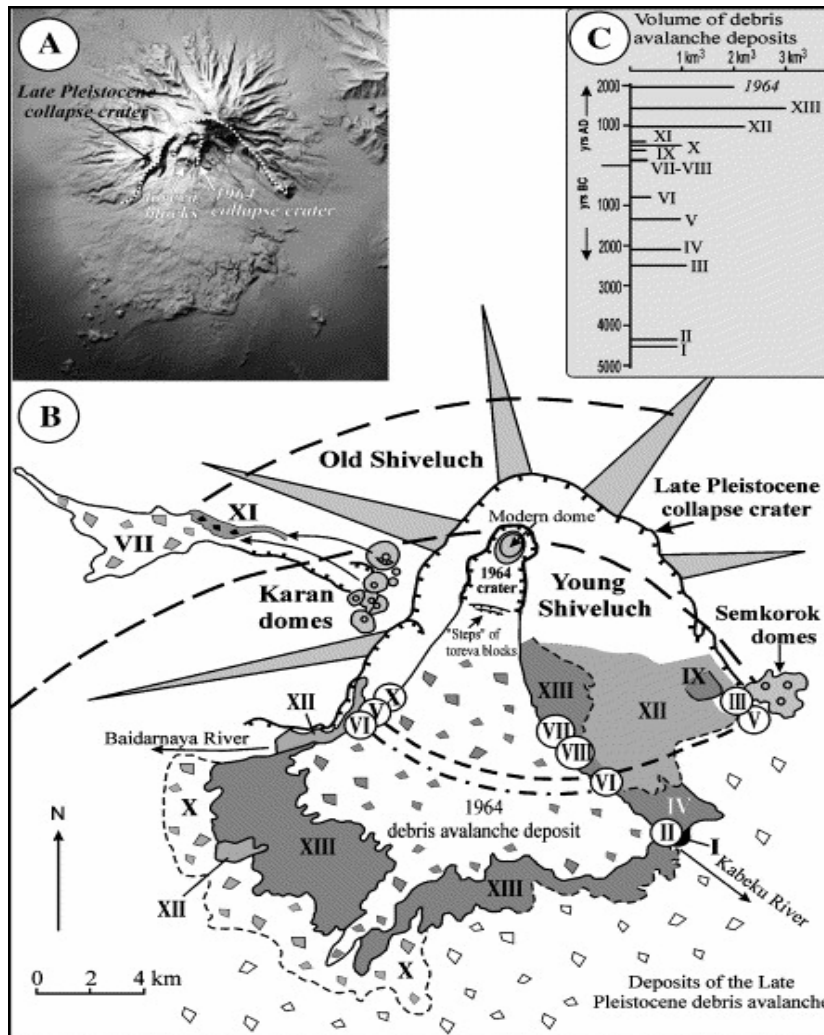 A
Late Pleistocene
collapse crater
toreva
blocks
1964
collapse crater
C
Volume of debris
avalanche deposits
1 km³
2 km³
3 km³
yrs AD
yrs BC
2000
1000
1000
2000
3000
4000
5000
1964
XIII
XII
XI
X
IX
VII-VIII
VI
V
IV
III
II
I
B
Old Shiveluch
Late Pleistocene
collapse crater
Modern dome
1964
crater
Young
Shiveluch
"Steps" of
toreva blocks
XI
VII
Karan
domes
Semkorok
domes
IX
III
V
XIII
XII
XII
X
V
VI
VII
VIII
VI
Baidarnaya River
X
XIII
XII
1964
debris avalanche deposit
IV
II
I
Kabeku River
XIII
X
N
0 2 4 km
Deposits of the Late
Pleistocene debris avalanche